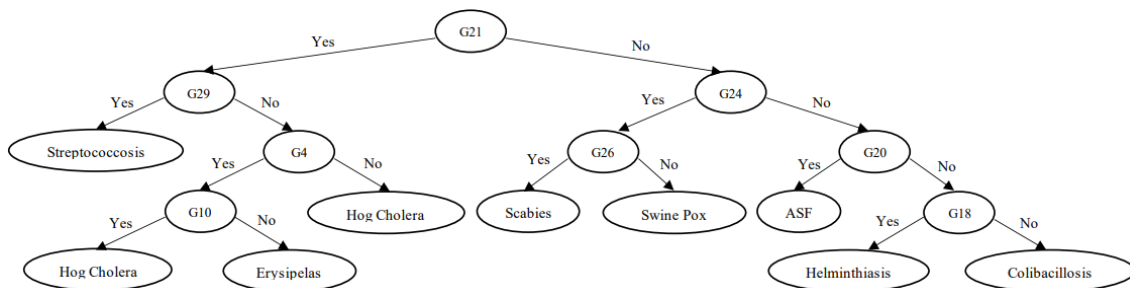 G21
Yes
No
G29
G24
Yes
No
Yes
No
Streptococcosis
G4
G26
G20
Yes
No
Yes
No
Yes
No
G10
Hog Cholera
Scabies
Swine Pox
ASF
G18
Yes
No
Yes
No
Hog Cholera
Erysipelas
Helminthiasis
Colibacillosis